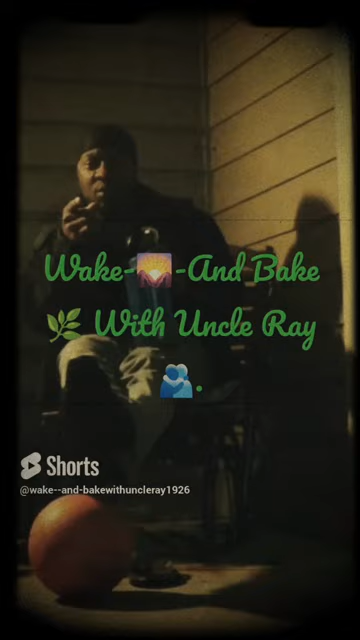 Wake-🌅-And Bake
🌿 With Uncle Ray
🫂.
Shorts
@wake--and-bakewithuncleray1926